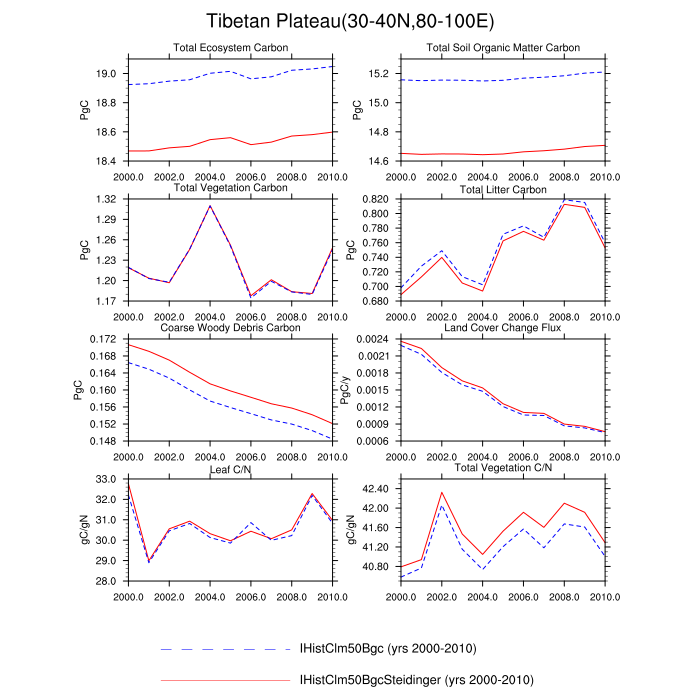 Tibetan Plateau(30-40N,80-100E)
Total Ecosystem Carbon
PgC
19.0
18.8
18.6
18.4
2000.0 2002.0 2004.0 2006.0 2008.0 2010.0
Total Soil Organic Matter Carbon
PgC
15.2
15.0
14.8
14.6
2000.0 2002.0 2004.0 2006.0 2008.0 2010.0
Total Vegetation Carbon
PgC
1.32
1.29
1.26
1.23
1.20
1.17
2000.0 2002.0 2004.0 2006.0 2008.0 2010.0
Total Litter Carbon
PgC
0.820
0.800
0.780
0.760
0.740
0.720
0.700
0.680
2000.0 2002.0 2004.0 2006.0 2008.0 2010.0
Coarse Woody Debris Carbon
PgC
0.172
0.168
0.164
0.160
0.156
0.152
0.148
2000.0 2002.0 2004.0 2006.0 2008.0 2010.0
Land Cover Change Flux
PgC/y
0.0024
0.0021
0.0018
0.0015
0.0012
0.0009
0.0006
2000.0 2002.0 2004.0 2006.0 2008.0 2010.0
Leaf C/N
gC/gN
33.0
32.0
31.0
30.0
29.0
28.0
2000.0 2002.0 2004.0 2006.0 2008.0 2010.0
Total Vegetation C/N
gC/gN
42.40
42.00
41.60
41.20
40.80
2000.0 2002.0 2004.0 2006.0 2008.0 2010.0
IHistClm50Bgc (yrs 2000-2010)
IHistClm50BgcSteidinger (yrs 2000-2010)